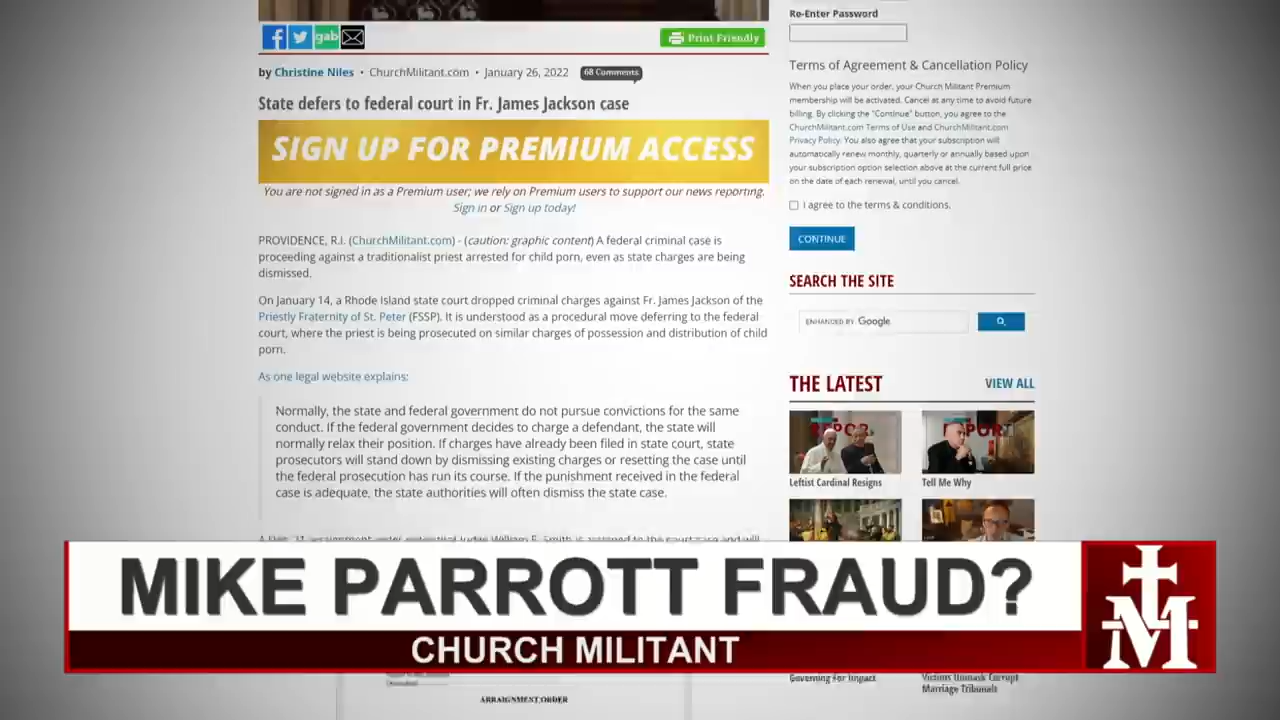 gab
Print Friendly
by Christine Niles • ChurchMilitant.com • January 26, 2022 68 Comments
State defers to federal court in Fr. James Jackson case
SIGN UP FOR PREMIUM ACCESS
You are not signed in as a Premium user; we rely on Premium users to support our news reporting.
Sign in or Sign up today!
PROVIDENCE, R.I. (ChurchMilitant.com) - (caution: graphic content) A federal criminal case is
proceeding against a traditionalist priest arrested for child porn, even as state charges are being
dismissed.
On January 14, a Rhode Island state court dropped criminal charges against Fr. James Jackson of the
Priestly Fraternity of St. Peter (FSSP). It is understood as a procedural move deferring to the federal
court, where the priest is being prosecuted on similar charges of possession and distribution of child
porn.
As one legal website explains:
Normally, the state and federal government do not pursue convictions for the same
conduct. If the federal government decides to charge a defendant, the state will
normally relax their position. If charges have already been filed in state court, state
prosecutors will stand down by dismissing existing charges or resetting the case until
the federal prosecution has run its course. If the punishment received in the federal
case is adequate, the state authorities will often dismiss the state case.
Re-Enter Password
Terms of Agreement & Cancellation Policy
When you place your order, your Church Militant Premium
membership will be activated. Cancel at any time to avoid future
billing. By clicking the "Continue" button, you agree to the
ChurchMilitant.com Terms of Use and ChurchMilitant.com
Privacy Policy. You also agree that your subscription will
automatically renew monthly, quarterly or annually based upon
your subscription option selection above at the current full price
on the date of each renewal, until you cancel.
I agree to the terms & conditions.
CONTINUE
SEARCH THE SITE
ENHANCED BY Google
THE LATEST VIEW ALL
Leftist Cardinal Resigns
Tell Me Why
MIKE PARROTT FRAUD?
CHURCH MILITANT
M
Governing For Impact
Victims Unmask Corrupt
Marriage Tribunals
ARRAIGNMENT ORDER